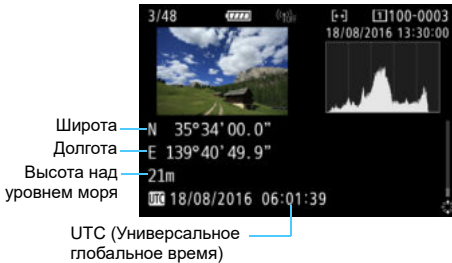 3/48
1 100-0003
18/08/2016 13:30:00
Широта
N 35°34'00.0"
Долгота
E 139°40'49.9"
Высота над
уровнем моря
21m
UTC 18/08/2016 06:01:39
UTC (Универсальное
глобальное время)